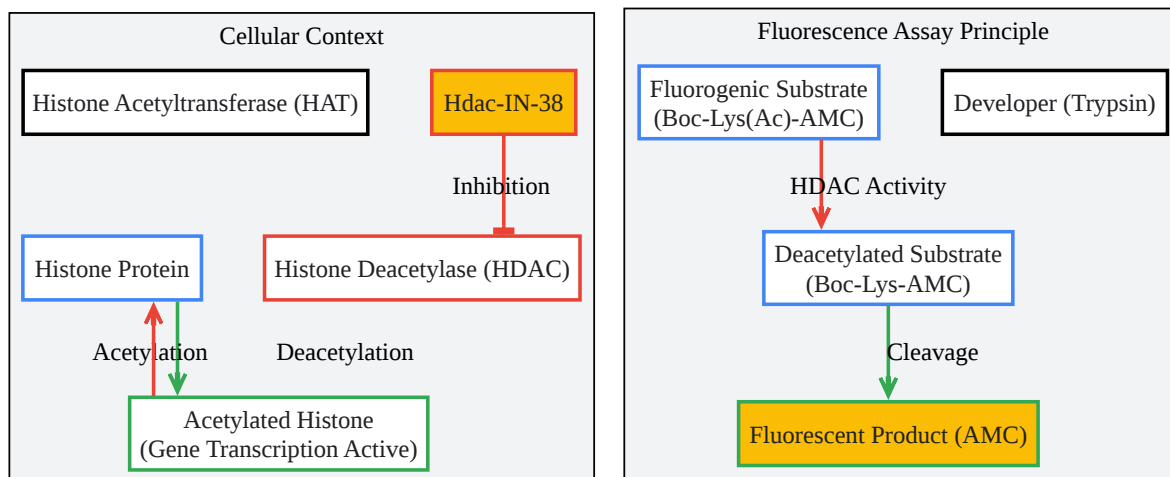 Cellular Context
Histone Acetyltransferase (HAT)
Hdac-IN-38
Inhibition
Histone Protein
Histone Deacetylase (HDAC)
Acetylation
Deacetylation
Acetylated Histone
(Gene Transcription Active)
Fluorescence Assay Principle
Fluorogenic Substrate
(Boc-Lys(Ac)-AMC)
Developer (Trypsin)
HDAC Activity
Deacetylated Substrate
(Boc-Lys-AMC)
Cleavage
Fluorescent Product (AMC)